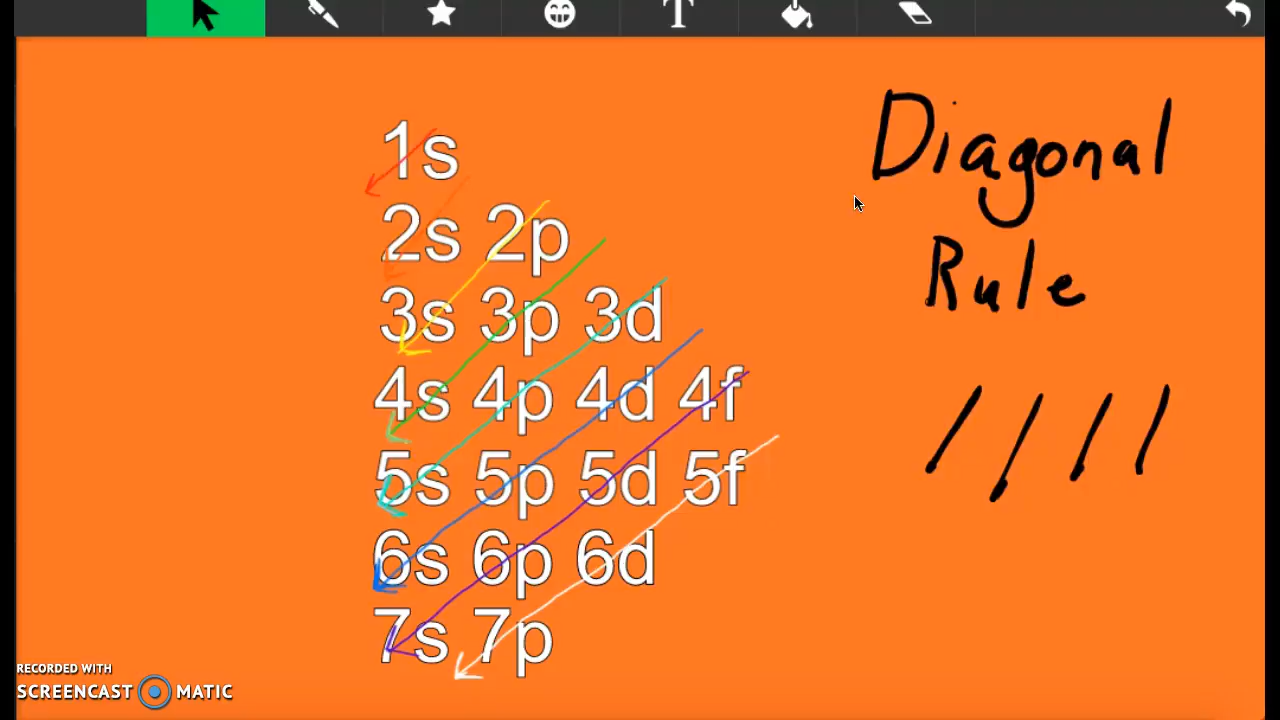 1s
2s 2p
3s 3p 3d
4s 4p 4d 4f
5s 5p 5d 5f
6s 6p 6d
7s 7p
Diagonal
Rule
T
RECORDED WITH
SCREENCAST MATIC